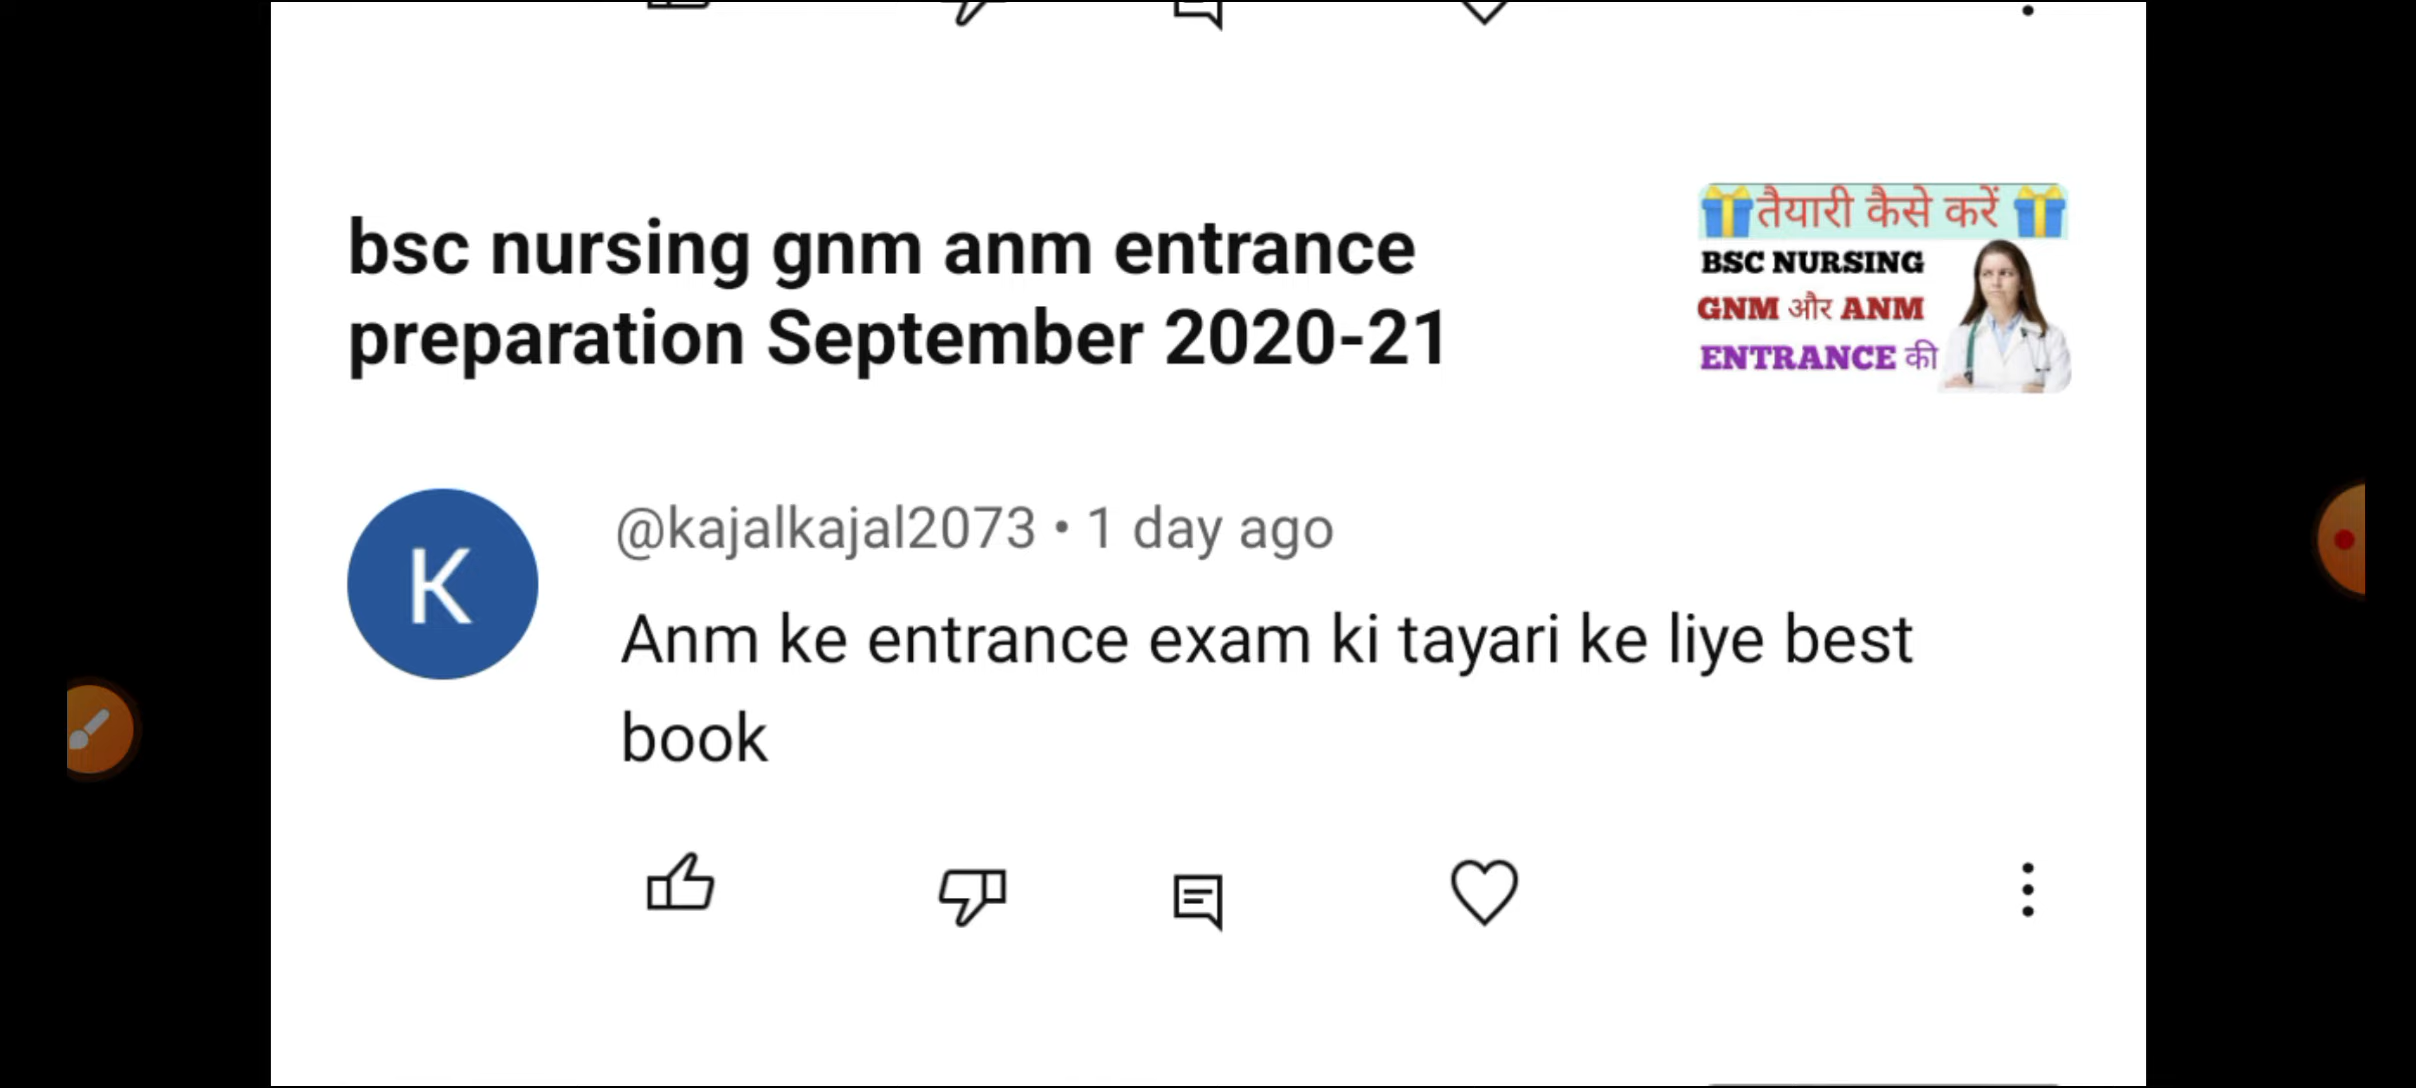 bsc nursing gnm anm entrance
preparation September 2020-21
तैयारी कैसे करें
BSC NURSING
GNM और ANM
ENTRANCE की
K
@kajalkajal2073 • 1 day ago
Anm ke entrance exam ki tayari ke liye best
book